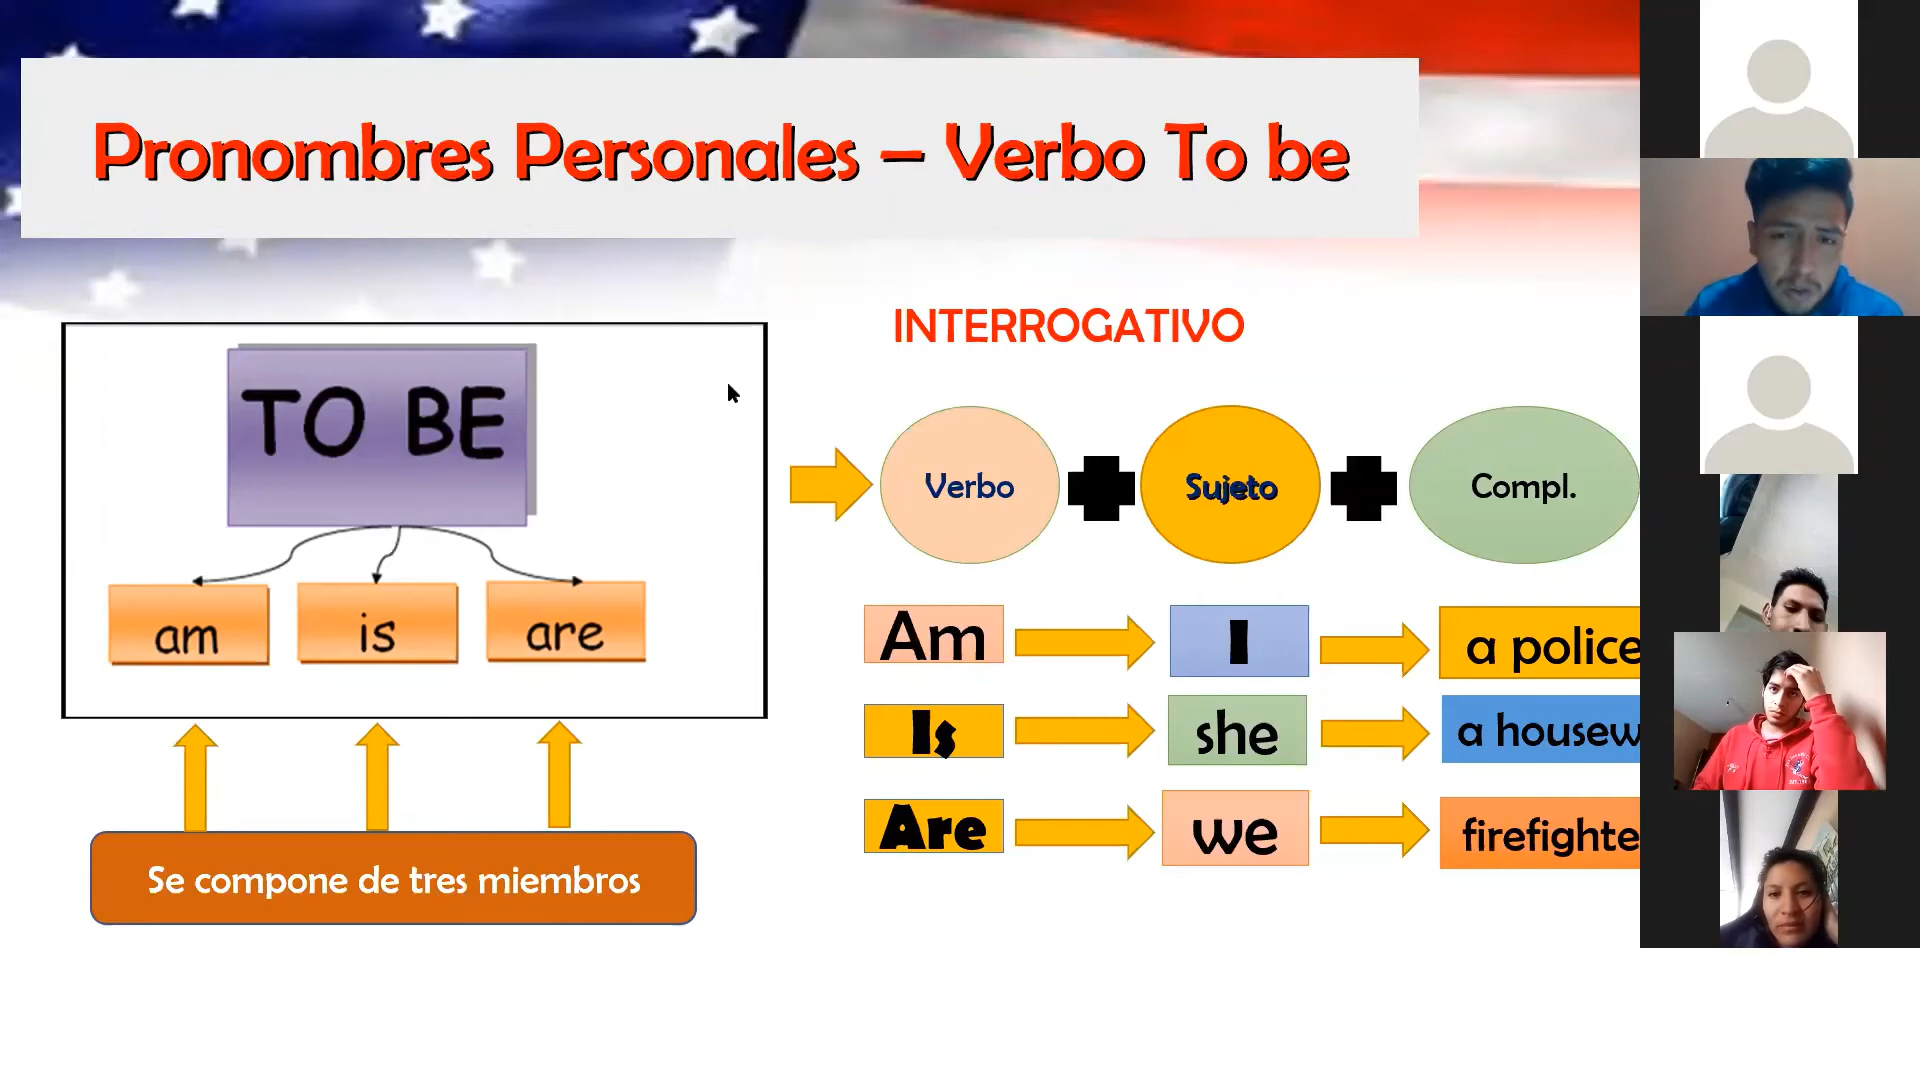 Pronombres Personales – Verbo To be
INTERROGATIVO
TO BE
am is are
Se compone de tres miembros
Verbo Sujeto Compl.
Am I a police
Is she a housew
Are we firefighte